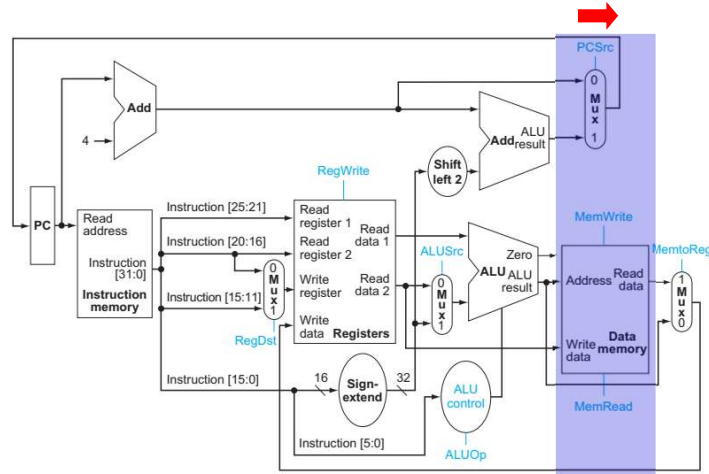 PCSrc
0
M
u
x
1
Add
4
Add
ALU
result
Shift
left 2
RegWrite
PC
Read
address
Instruction
[31:0]
Instruction
memory
Instruction [25:21]
Instruction [20:16]
Instruction [15:11]
Instruction [15:0]
Instruction [5:0]
0
M
u
x
1
RegDst
Read
register 1
Read
register 2
Write
register
Write
data
Read
data 1
Read
data 2
Registers
16
Sign-
extend
32
ALUSrc
0
M
u
x
1
Zero
ALU
ALU
result
ALU
control
ALUOp
MemWrite
Address
Read
data
Write
data
Data
memory
MemRead
MemtoReg
1
M
u
x
0